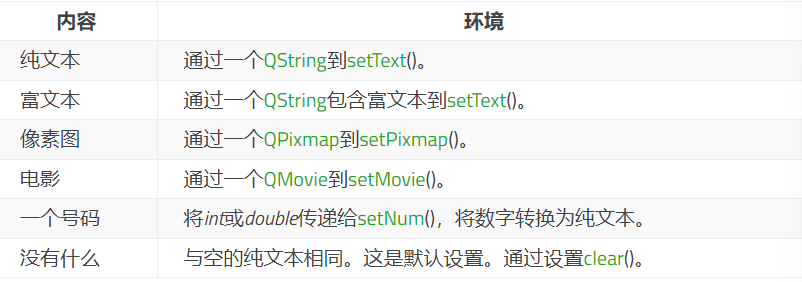 内容 环境
纯文本 通过一个QString到setText()。
富文本 通过一个QString包含富文本到setText()。
像素图 通过一个QPixmap到setPixmap()。
电影 通过一个QMovie到setMovie()。
一个号码 将int或double传递给setNum()，将数字转换为纯文本。
没有什么 与空的纯文本相同。这是默认设置。通过设置clear()。